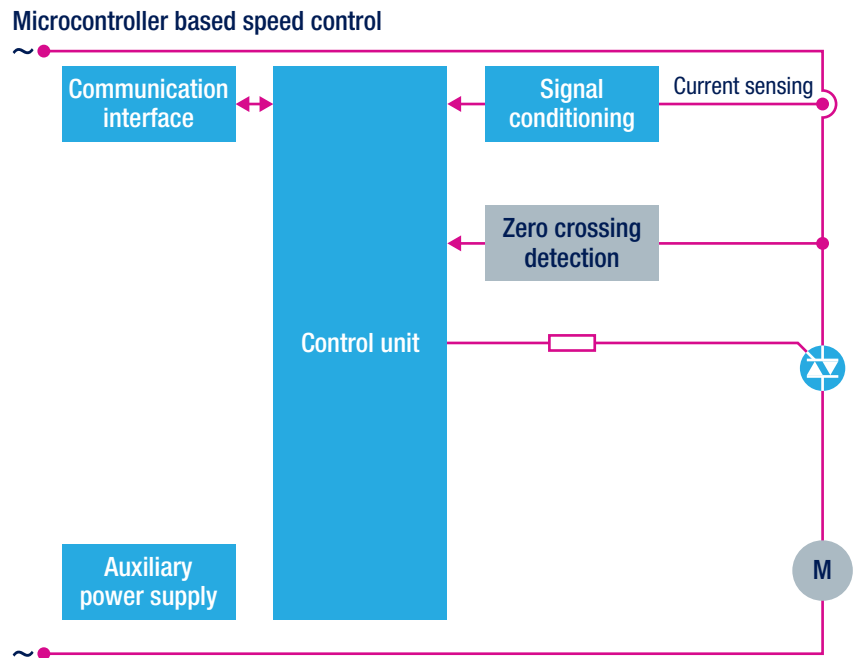 Microcontroller based speed control
~
Communication
interface
Signal
conditioning
Current sensing
Zero crossing
detection
Control unit
Auxiliary
power supply
M
~